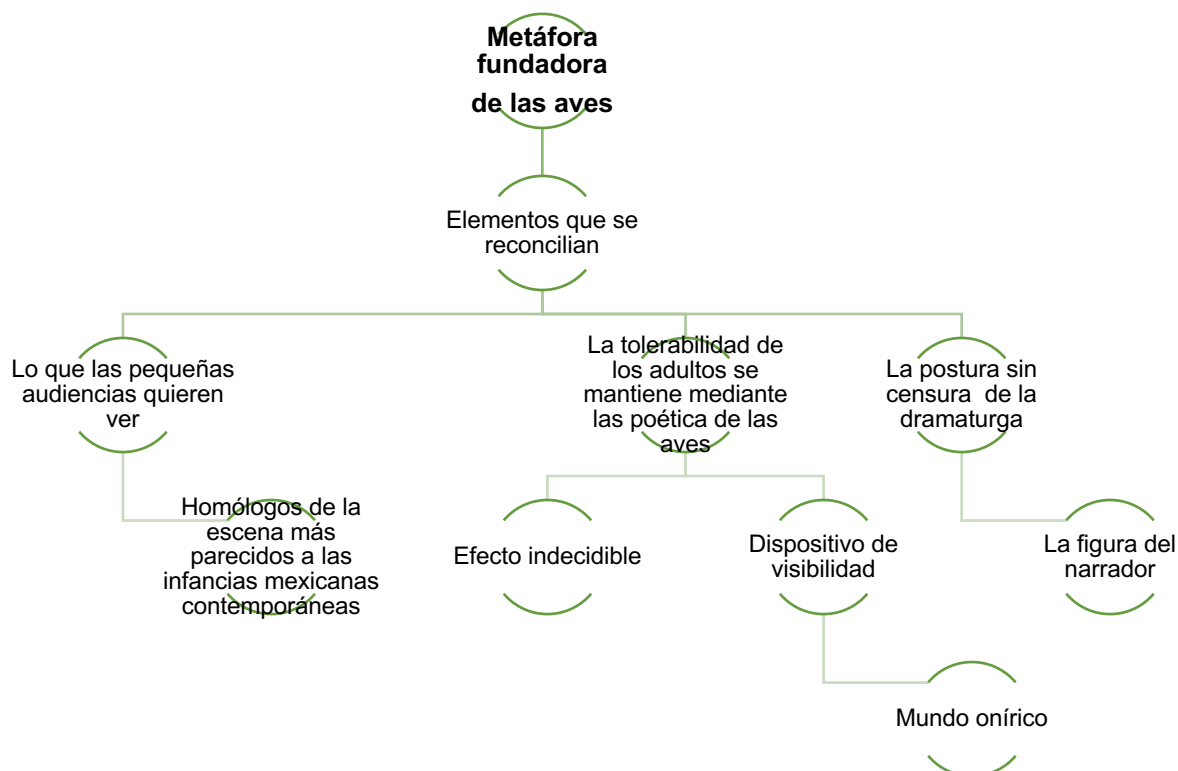 Metáfora
fundadora
de las aves
Elementos que se
reconcilian
Lo que las pequeñas
audiencias quieren
ver
La tolerabilidad de
los adultos se
mantiene mediante
las poética de las
aves
La postura sin
censura  de la
dramaturga
Homólogos de la
escena más
parecidos a las
infancias mexicanas
contemporáneas
Efecto indecidible
Dispositivo de
visibilidad
La figura del
narrador
Mundo onírico